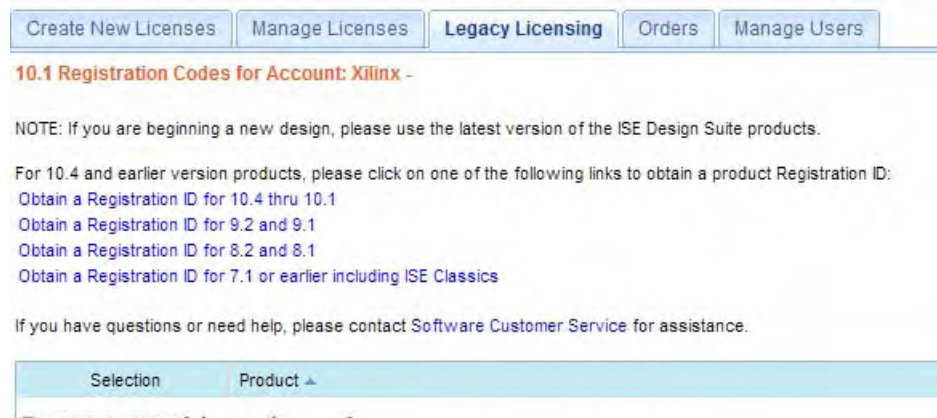 Create New Licenses Manage Licenses Legacy Licensing Orders Manage Users
10.1 Registration Codes for Account: Xilinx -
NOTE: If you are beginning a new design, please use the latest version of the ISE Design Suite products.
For 10.4 and earlier version products, please click on one of the following links to obtain a product Registration ID:
Obtain a Registration ID for 10.4 thru 10.1
Obtain a Registration ID for 9.2 and 9.1
Obtain a Registration ID for 8.2 and 8.1
Obtain a Registration ID for 7.1 or earlier including ISE Classics
If you have questions or need help, please contact Software Customer Service for assistance.
Selection Product